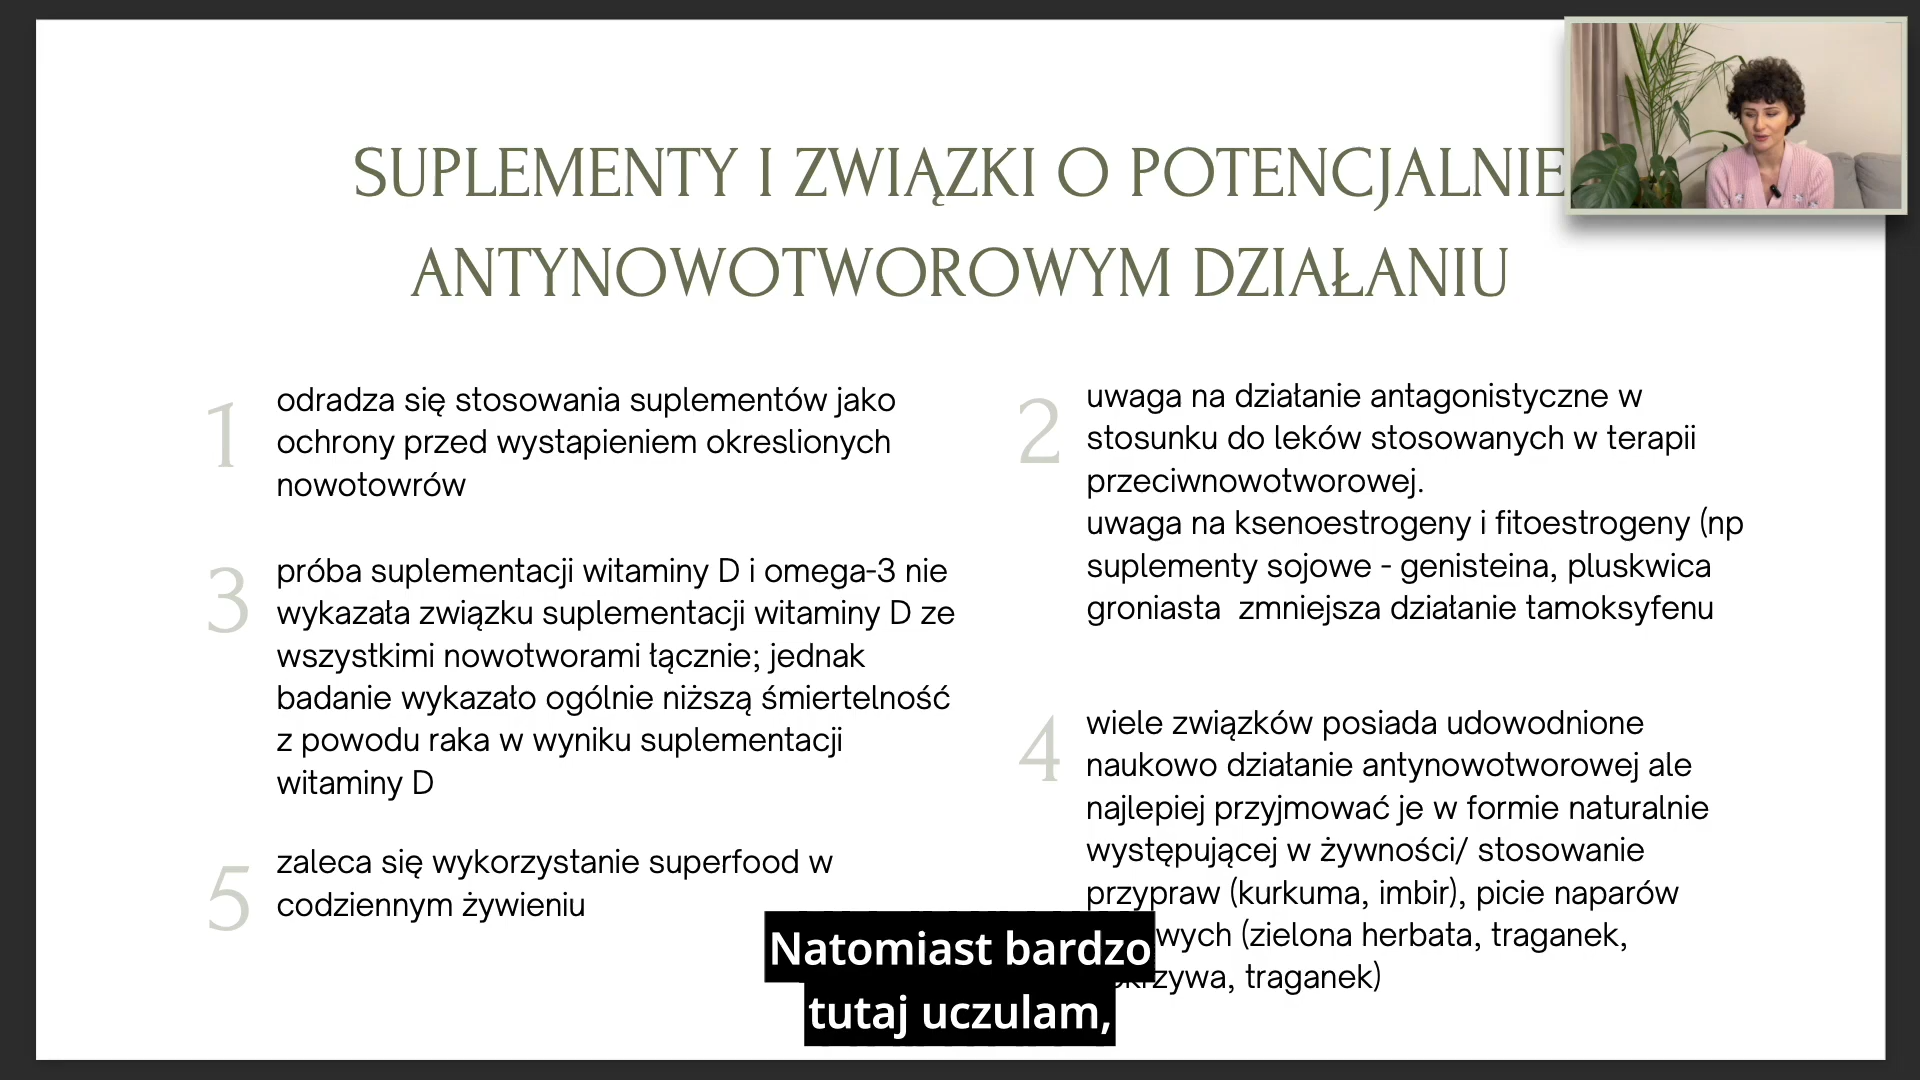 SUPLEMENTY I ZWIĄZKI O POTENCJALNIE
ANTYNOWOTWOROWYM DZIAŁANIU
1
odradza się stosowania suplementów jako
ochrony przed wystapieniem okreslionych
nowotowrów
2
uwaga na działanie antagonistyczne w
stosunku do leków stosowanych w terapii
przeciwnowotworowej.
uwaga na ksenoestrogeny i fitoestrogeny (np
suplementy sojowe - genisteina, pluskwica
groniasta zmniejsza działanie tamoksyfenu
3
próba suplementacji witaminy D i omega-3 nie
wykazała związku suplementacji witaminy D ze
wszystkimi nowotworami łącznie; jednak
badanie wykazało ogólnie niższą śmiertelność
z powodu raka w wyniku suplementacji
witaminy D
4
wiele związków posiada udowodnione
naukowo działanie antynowotworowej ale
najlepiej przyjmować je w formie naturalnie
występującej w żywności/ stosowanie
przypraw (kurkuma, imbir), picie naparów
(zielona herbata, traganek,
traganek)
5
zaleca się wykorzystanie superfood w
codziennym żywieniu
Natomiast bardzo
tutaj uczulam,